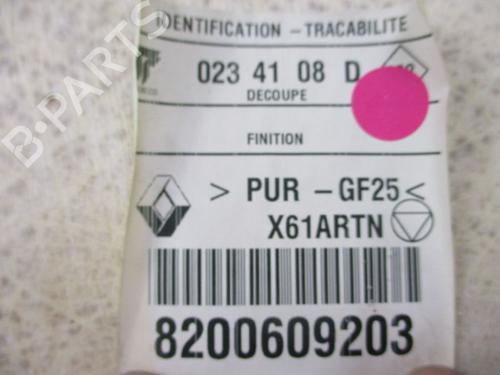 IDENTIFICATION - TRACABILITE
023 41 08 D
DECOUPE
FINITION
> PUR - GF25 <
X61ARTN
8200609203
B·PARTS